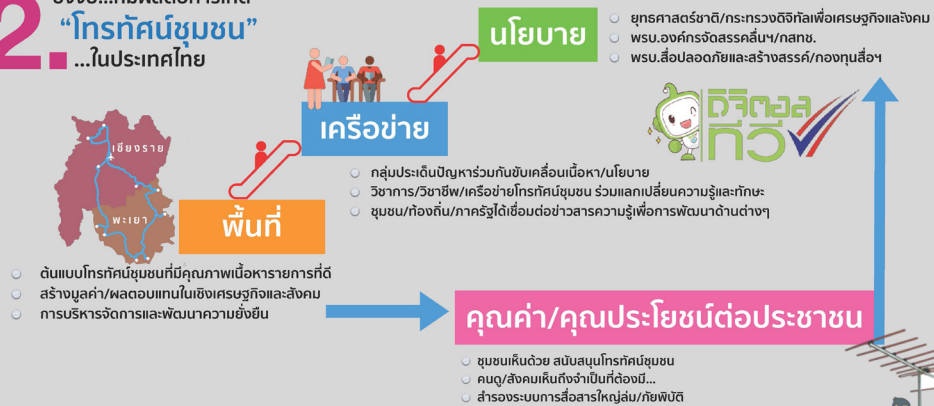 2.
“โทรทัศน์ชุมชน”
...ในประเทศไทย
นโยบาย
ยุทธศาสตร์ชาติ/กระทรวงดิจิทัลเพื่อเศรษฐกิจและังคม
พรบ.องค์กรจัดสรรคลื่นฯ/กสทช.
พรบ.สื่อปลอดภัยและสร้างสรรค์/กองทุนสื่อฯ
ดิจิตอล
ทีวี
เครือข่าย
กลุ่มประเด็นปัญหาร่วมกันขับเคลื่อนเนื้อหา/นโยบาย
วิชาการ/วิชาชีพ/เครือข่ายโทรทัศน์ชุมชน ร่วมแลกเปลี่ยนความรู้และทักษะ
ชุมชน/ท้องถิ่น/ภาครัฐได้เชื่อมต่อข่าวสารความรู้เพื่อการพัฒนาด้านต่างๆ
เชียงราย
พะเยา
พื้นที่
ต้นแบบโทรทัศน์ชุมชนที่มีคุณภาพเนื้อหารายการที่ดี
สร้างมูลค่า/ผลตอบแทนในเชิงเศรษฐกิจและสังคม
การบริหารจัดการและพัฒนาความยั่งยืน
คุณค่า/คุณประโยชน์ต่อประชาชน
ชุมชนเห็นด้วย สนับสนุนโทรทัศน์ชุมชน
คนดู/สังคมเห็นถึงจำเป็นที่ต้องมี...
สำรองระบบการสื่อสารใหญ่ล่ม/ภัยพิบัติ